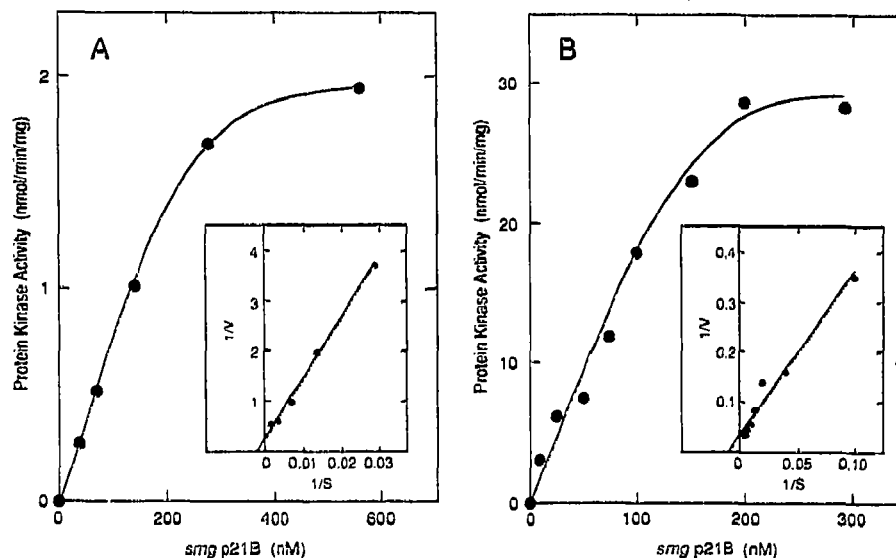 A
Protein Kinase Activity (nmol/min/mg)
2
1
0
0 200 400 600
smg p21B (nM)
1/V
4
3
2
1
0 0.01 0.02 0.03
1/S
B
Protein Kinase Activity (nmol/min/mg)
30
20
10
0
0 100 200 300
smg p21B (nM)
1/V
0.4
0.3
0.2
0.1
0 0.05 0.10
1/S